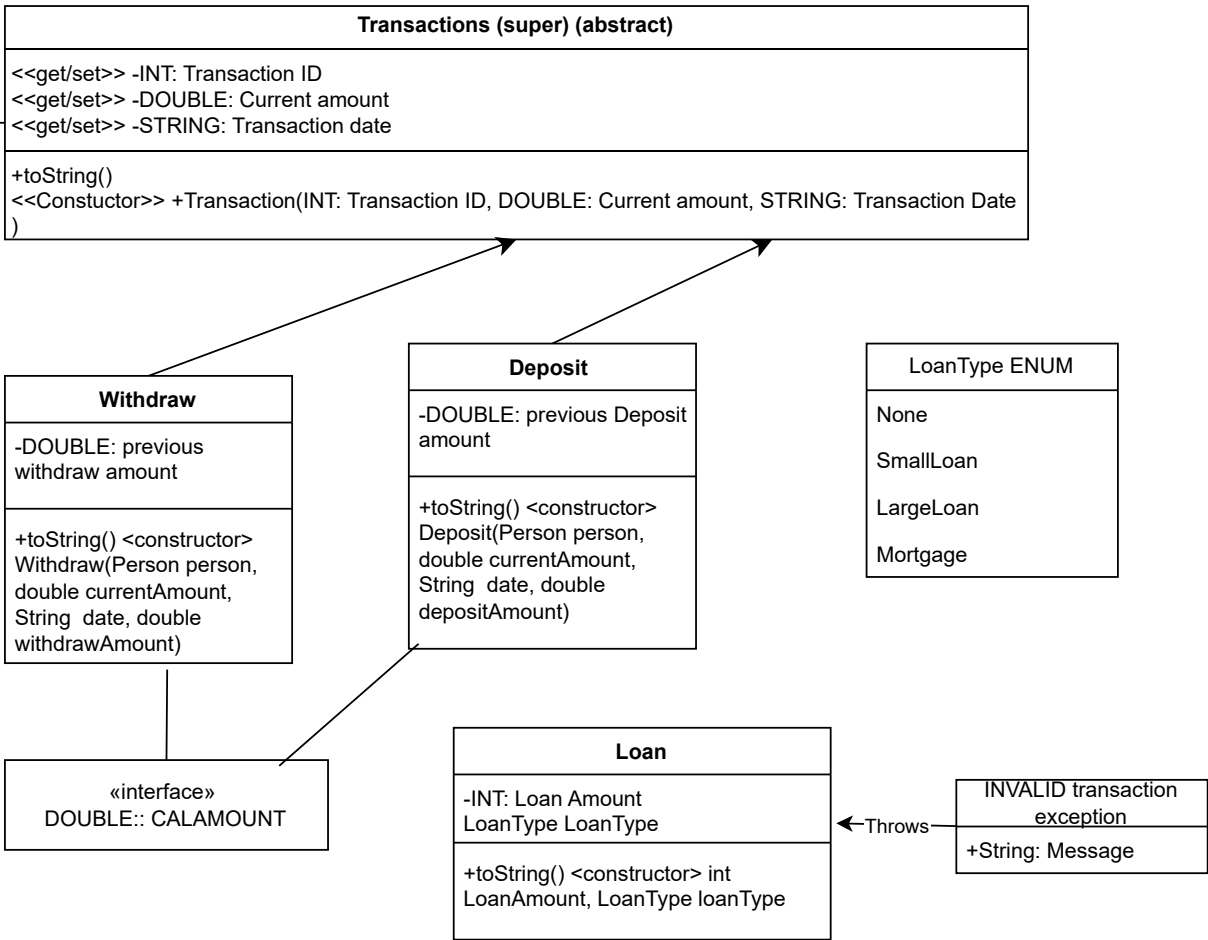 Transactions (super) (abstract)
<<get/set>> -INT: Transaction ID
<<get/set>> -DOUBLE: Current amount
<<get/set>> -STRING: Transaction date
+toString()
<<Constuctor>> +Transaction(INT: Transaction ID, DOUBLE: Current amount, STRING: Transaction Date
)
Withdraw
-DOUBLE: previous
withdraw amount
+toString() <constructor>
Withdraw(Person person,
double currentAmount,
String  date, double
withdrawAmount)
Deposit
-DOUBLE: previous Deposit
amount
+toString() <constructor>
Deposit(Person person,
double currentAmount,
String  date, double
depositAmount)
LoanType ENUM
None
SmallLoan
LargeLoan
Mortgage
«interface»
DOUBLE:: CALAMOUNT
Loan
-INT: Loan Amount
LoanType LoanType
+toString() <constructor> int
LoanAmount, LoanType loanType
Throws
INVALID transaction
exception
+String: Message